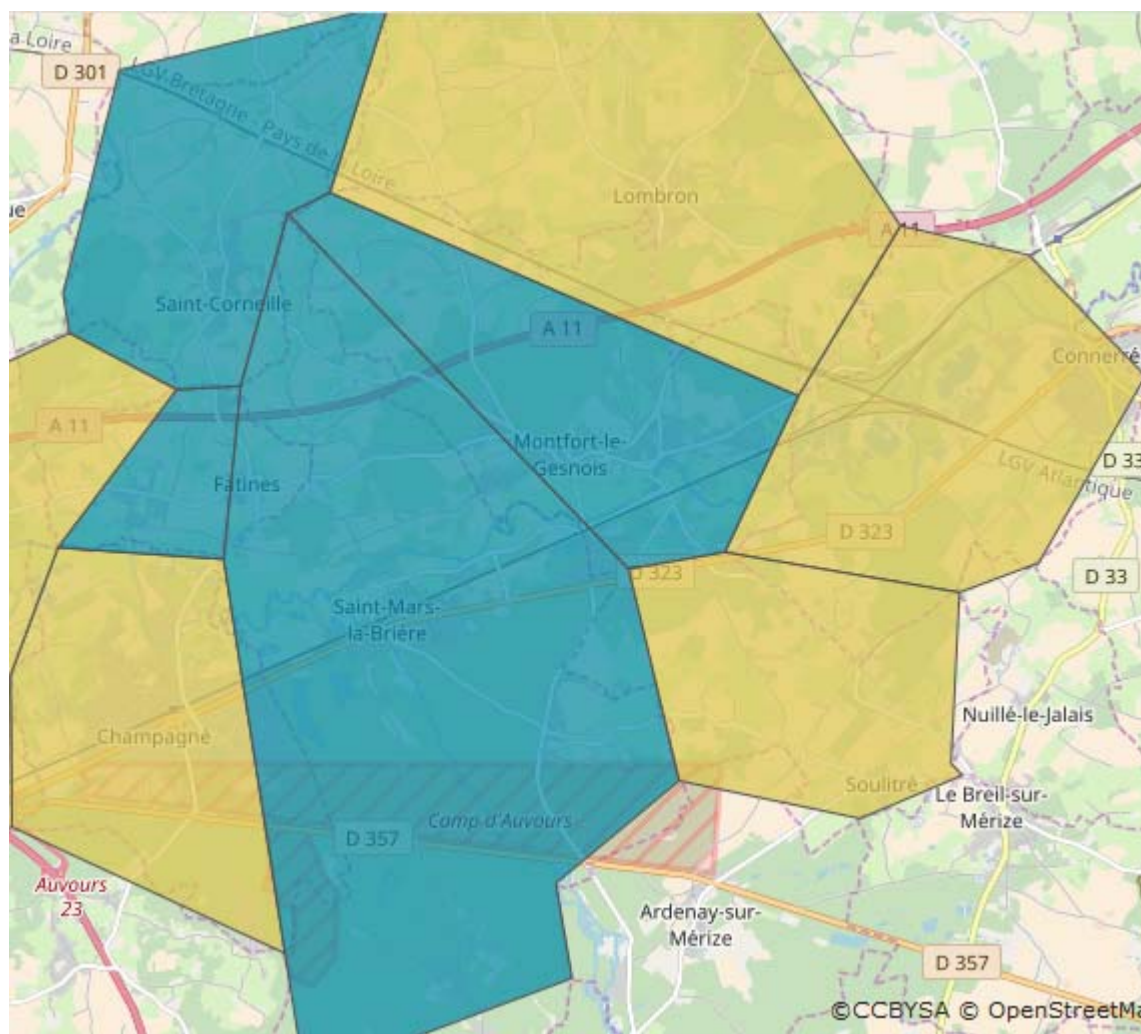 a Loire
D 301
LGV Bretagne - Pays de
Loire
ue
Lombron
A 11
Saint-Corneille
A 11
Connerré
A 11
Montfort-le-
Gesnois
D 33
Fatines
LGV Atlantique
D 323
D 323
D 33
Saint-Mars-
la-Brière
Nuillé-le-Jalais
Champagné
Soulitré
Le Breil-sur-
Mérize
Camp d'Auvours
D 357
Auvours
23
Ardenay-sur-
Mérize
D 357
©CCBYSA © OpenStreetMa